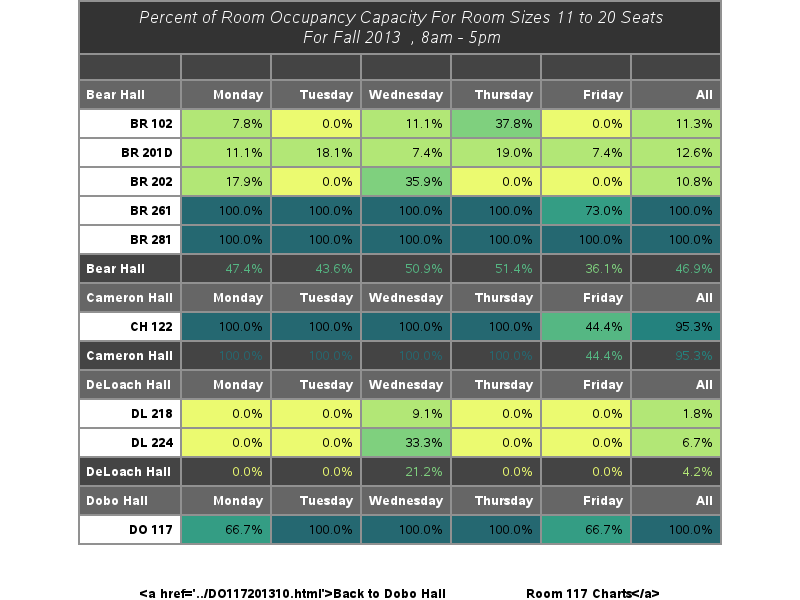 Percent of Room Occupancy Capacity For Room Sizes 11 to 20 Seats
For Fall 2013 , 8am - 5pm
Bear Hall Monday Tuesday Wednesday Thursday Friday All
BR 102 7.8% 0.0% 11.1% 37.8% 0.0% 11.3%
BR 201D 11.1% 18.1% 7.4% 19.0% 7.4% 12.6%
BR 202 17.9% 0.0% 35.9% 0.0% 0.0% 10.8%
BR 261 100.0% 100.0% 100.0% 100.0% 73.0% 100.0%
BR 281 100.0% 100.0% 100.0% 100.0% 100.0% 100.0%
Bear Hall 47.4% 43.6% 50.9% 51.4% 36.1% 46.9%
Cameron Hall Monday Tuesday Wednesday Thursday Friday All
CH 122 100.0% 100.0% 100.0% 100.0% 44.4% 95.3%
Cameron Hall 100.0% 100.0% 100.0% 100.0% 44.4% 95.3%
DeLoach Hall Monday Tuesday Wednesday Thursday Friday All
DL 218 0.0% 0.0% 9.1% 0.0% 0.0% 1.8%
DL 224 0.0% 0.0% 33.3% 0.0% 0.0% 6.7%
DeLoach Hall 0.0% 0.0% 21.2% 0.0% 0.0% 4.2%
Dobo Hall Monday Tuesday Wednesday Thursday Friday All
DO 117 66.7% 100.0% 100.0% 100.0% 66.7% 100.0%
<a href='../DO117201310.html'>Back to Dobo Hall Room 117 Charts</a>